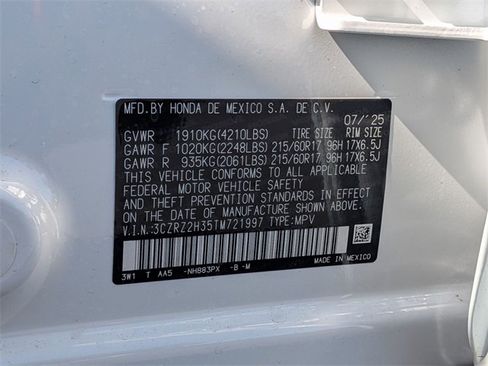 MFD.BY HONDA DE MEXICO S.A. DE C.V.
07/'25
GVWR 1910KG(4210LBS) TIRE SIZE RIM SIZE
GAWR F 1020KG(2248LBS) 215/60R17 96H 17X6.5J
GAWR R 935KG(2061LBS) 215/60R17 96H 17X6.5J
THIS VEHICLE CONFORMS TO ALL APPLICABLE
FEDERAL MOTOR VEHICLE SAFETY
AND THEFT PREVENTION STANDARDS IN EFFECT
ON THE DATE OF MANUFACTURE SHOWN ABOVE.
V.I.N.:3CZRZ2H35TM721997 TYPE:MPV
3W1 T AA5 -NH883PX -B -M
MADE IN MEXICO